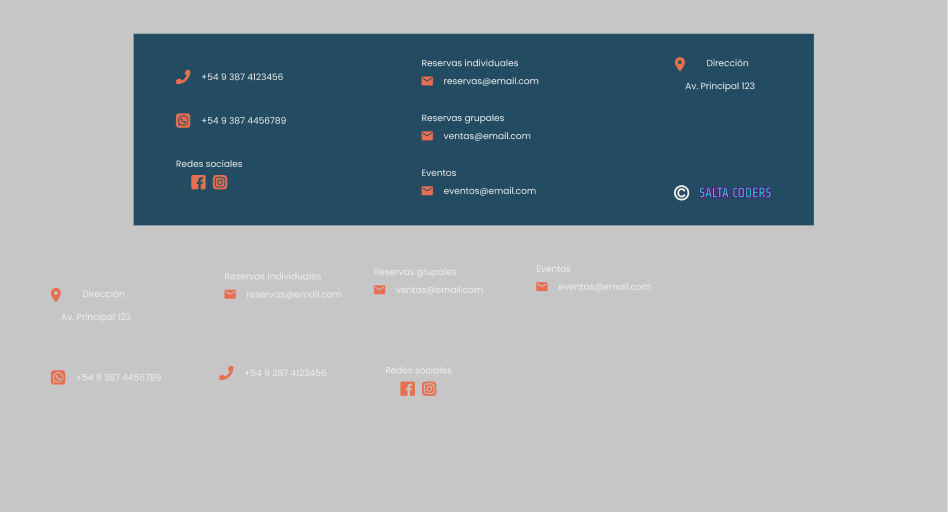 +54 9 387 4123456
+54 9 387 4456789
Redes sociales
Reservas individuales
reservas@email.com
Reservas grupales
ventas@email.com
Eventos
eventos@email.com
Dirección
Av. Principal 123
© SALTA CODERS
Dirección
Av. Principal 123
Reservas individuales
reservas@email.com
Reservas grupales
ventas@email.com
Eventos
eventos@email.com
+54 9 387 4456789
+54 9 387 4123456
Redes sociales